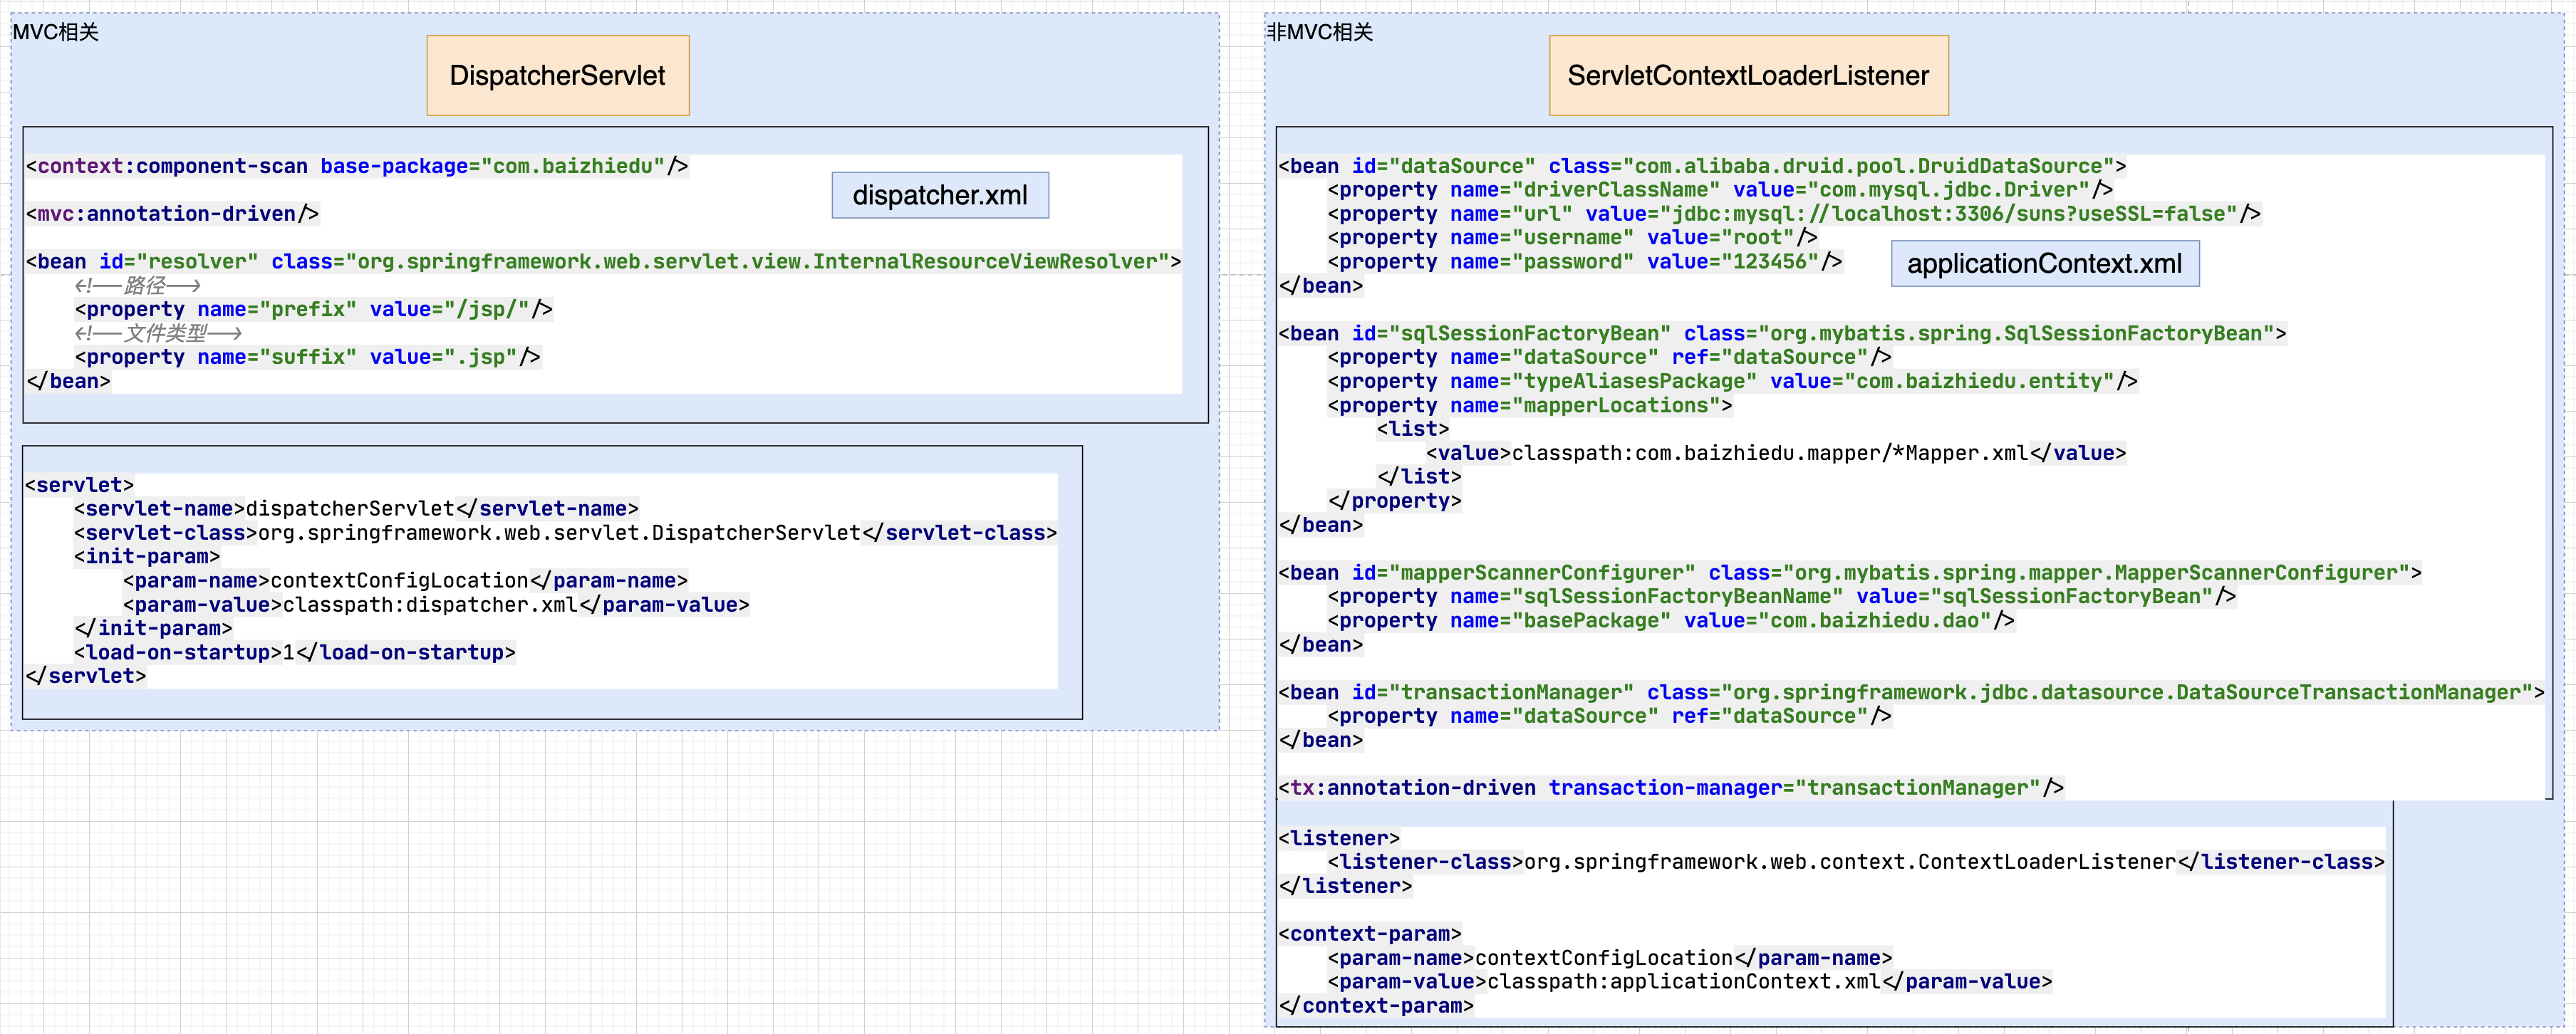 MVC相关
DispatcherServlet
<context:component-scan base-package="com.baizhiedu"/>
dispatcher.xml
<mvc:annotation-driven/>
<bean id="resolver" class="org.springframework.web.servlet.view.InternalResourceViewResolver">
<!--路径-->
<property name="prefix" value="/jsp/"/>
<!--文件类型-->
<property name="suffix" value=".jsp"/>
</bean>
<servlet>
<servlet-name>dispatcherServlet</servlet-name>
<servlet-class>org.springframework.web.servlet.DispatcherServlet</servlet-class>
<init-param>
<param-name>contextConfigLocation</param-name>
<param-value>classpath:dispatcher.xml</param-value>
</init-param>
<load-on-startup>1</load-on-startup>
</servlet>
非MVC相关
ServletContextLoaderListener
<bean id="dataSource" class="com.alibaba.druid.pool.DruidDataSource">
<property name="driverClassName" value="com.mysql.jdbc.Driver"/>
<property name="url" value="jdbc:mysql://localhost:3306/suns?useSSL=false"/>
<property name="username" value="root"/>
<property name="password" value="123456"/>
applicationContext.xml
</bean>
<bean id="sqlSessionFactoryBean" class="org.mybatis.spring.SqlSessionFactoryBean">
<property name="dataSource" ref="dataSource"/>
<property name="typeAliasesPackage" value="com.baizhiedu.entity"/>
<property name="mapperLocations">
<list>
<value>classpath:com.baizhiedu.mapper/*Mapper.xml</value>
</list>
</property>
</bean>
<bean id="mapperScannerConfigurer" class="org.mybatis.spring.mapper.MapperScannerConfigurer">
<property name="sqlSessionFactoryBeanName" value="sqlSessionFactoryBean"/>
<property name="basePackage" value="com.baizhiedu.dao"/>
</bean>
<bean id="transactionManager" class="org.springframework.jdbc.datasource.DataSourceTransactionManager">
<property name="dataSource" ref="dataSource"/>
</bean>
<tx:annotation-driven transaction-manager="transactionManager"/>
<listener>
<listener-class>org.springframework.web.context.ContextLoaderListener</listener-class>
</listener>
<context-param>
<param-name>contextConfigLocation</param-name>
<param-value>classpath:applicationContext.xml</param-value>
</context-param>